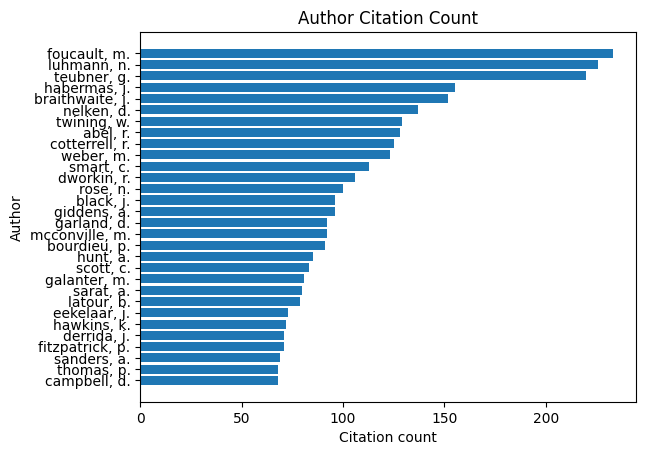 Author Citation Count
foucault, m.
luhmann, n.
teubner, g.
habermas, j.
braithwaite, j.
nelken, d.
twining, w.
abel, r.
cotterrell, r.
weber, m.
smart, c.
dworkin, r.
rose, n.
black, j.
giddens, a.
garland, d.
mcconville, m.
bourdieu, p.
hunt, a.
scott, c.
galanter, m.
sarat, a.
latour, b.
eekelaar, j.
hawkins, k.
derrida, j.
fitzpatrick, p.
sanders, a.
thomas, p.
campbell, d.
Author
0 50 100 150 200
Citation count